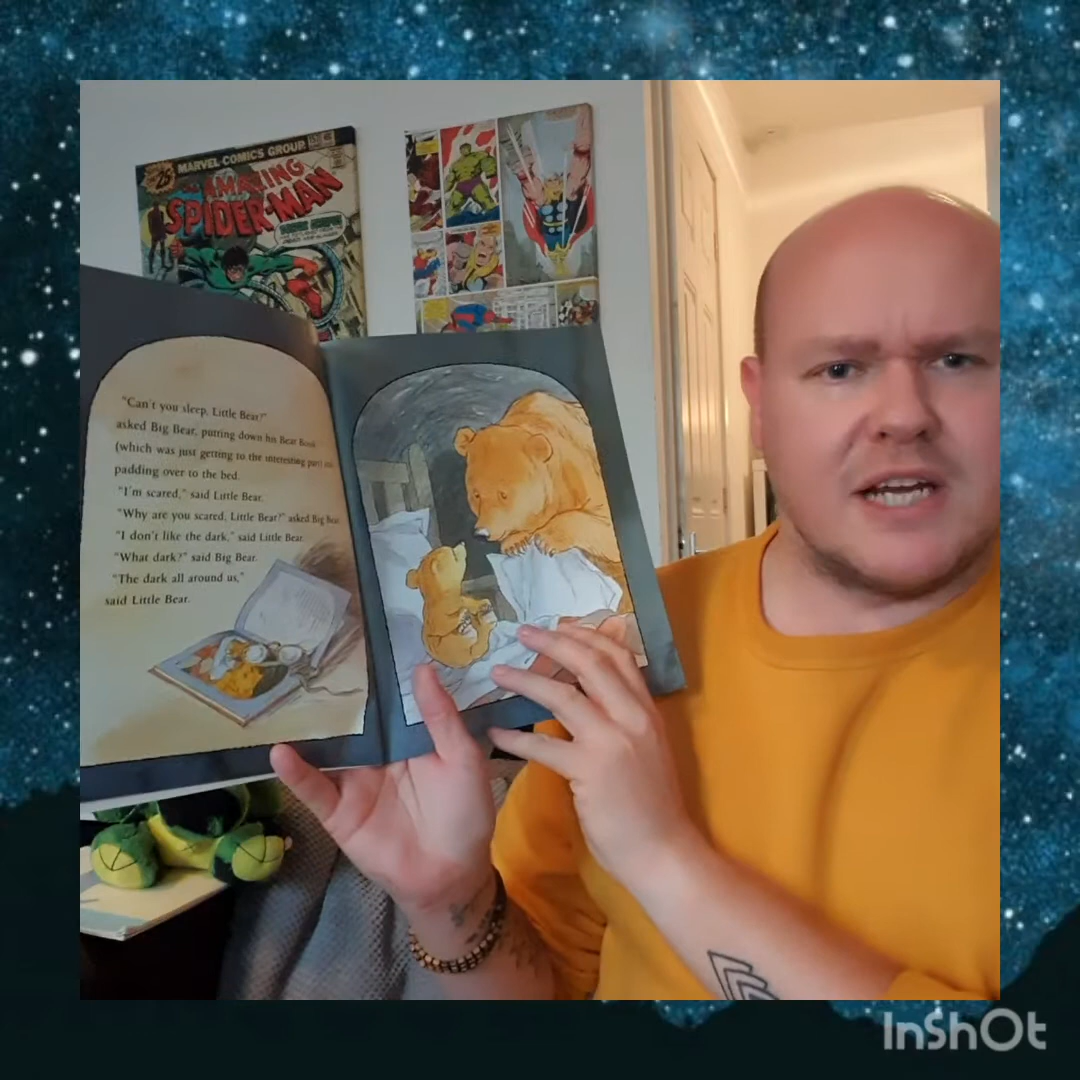 MARVEL COMICS GROUP
25
THE AMAZING
SPIDER-MAN
"Can't you sleep, Little Bear?"
asked Big Bear, putting down his Bear Book
(which was just getting to the interesting part) and
padding over to the bed.
"I'm scared," said Little Bear.
"Why are you scared, Little Bear?" asked Big Bear.
"I don't like the dark," said Little Bear.
"What dark?" said Big Bear.
"The dark all around us,"
said Little Bear.
InShOt